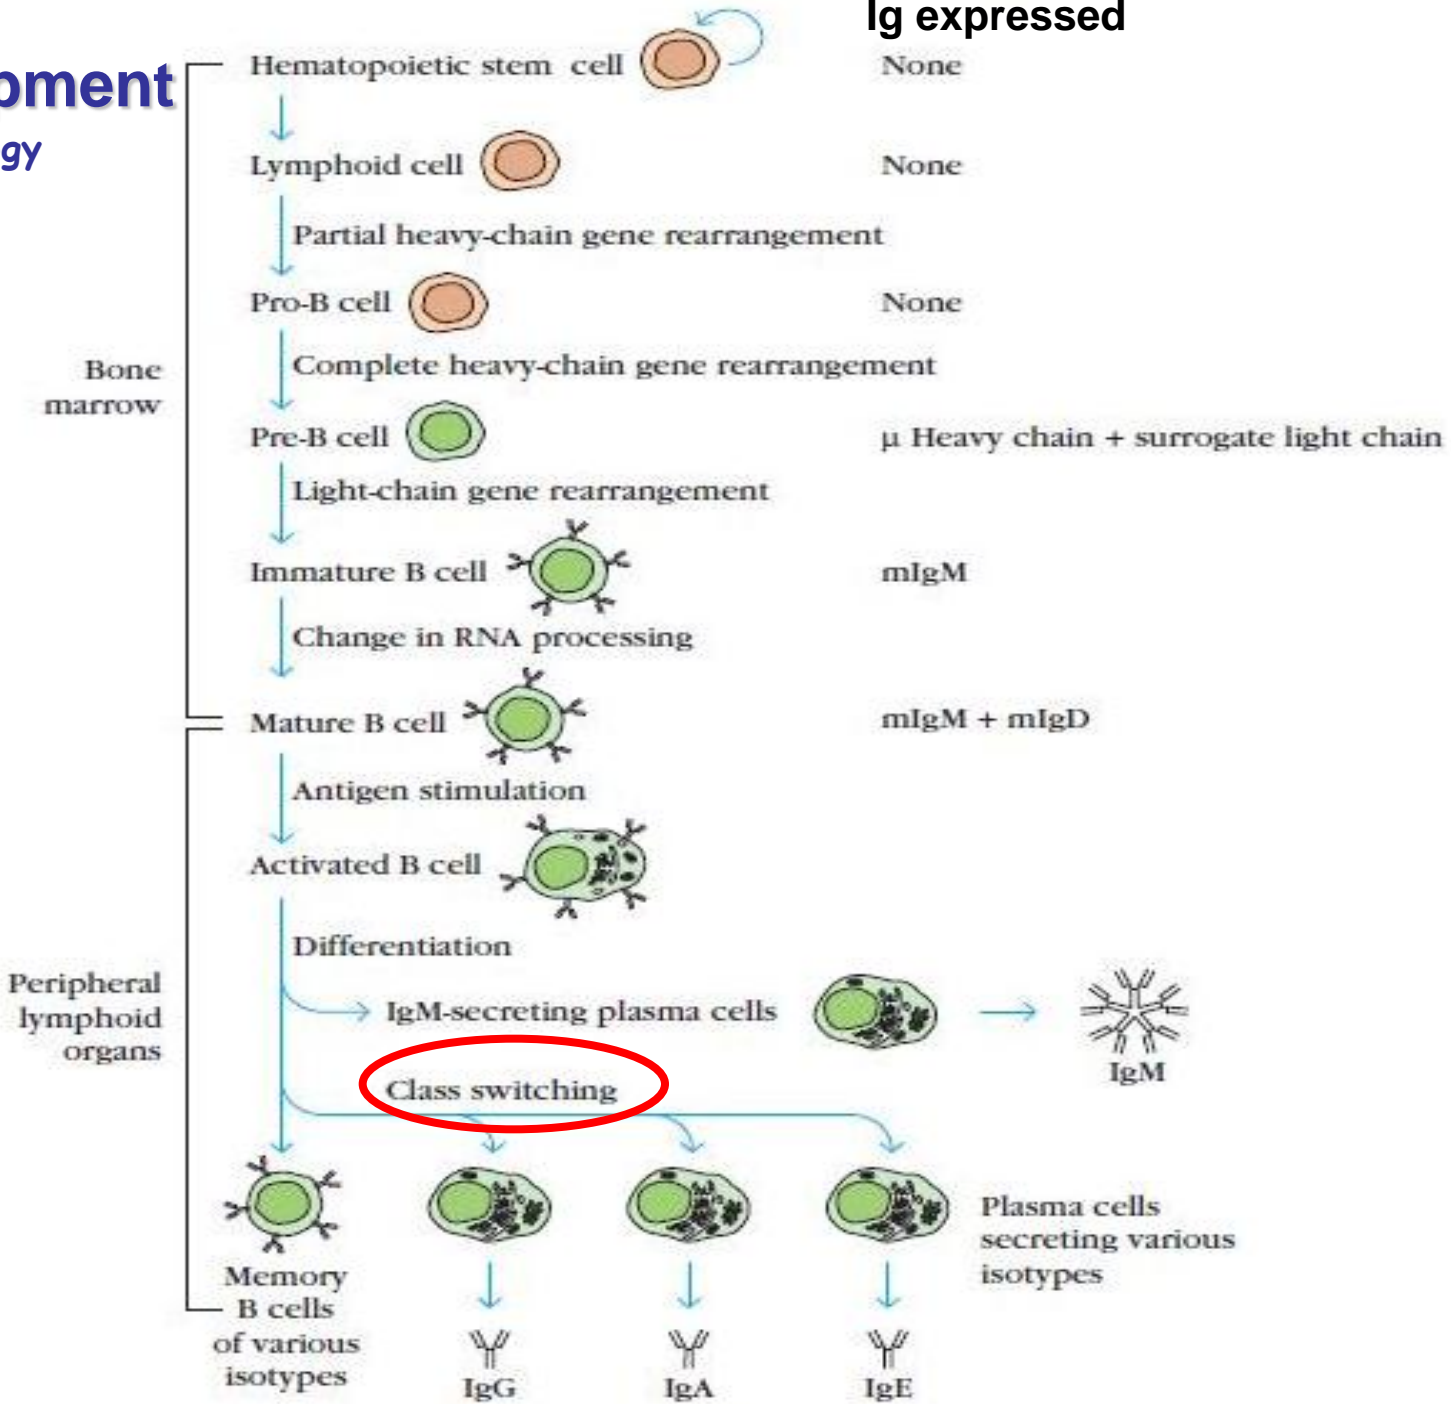 Ig expressed
pment
gy
Hematopoietic stem cell
None
Lymphoid cell
None
Partial heavy-chain gene rearrangement
Pro-B cell
None
Complete heavy-chain gene rearrangement
Bone
marrow
Pre-B cell
μ Heavy chain + surrogate light chain
Light-chain gene rearrangement
Immature B cell
mIgM
Change in RNA processing
Mature B cell
mIgM + mIgD
Antigen stimulation
Activated B cell
Differentiation
Peripheral
lymphoid
organs
IgM-secreting plasma cells
IgM
Class switching
Plasma cells
secreting various
isotypes
Memory
B cells
of various
isotypes
IgG
IgA
IgE